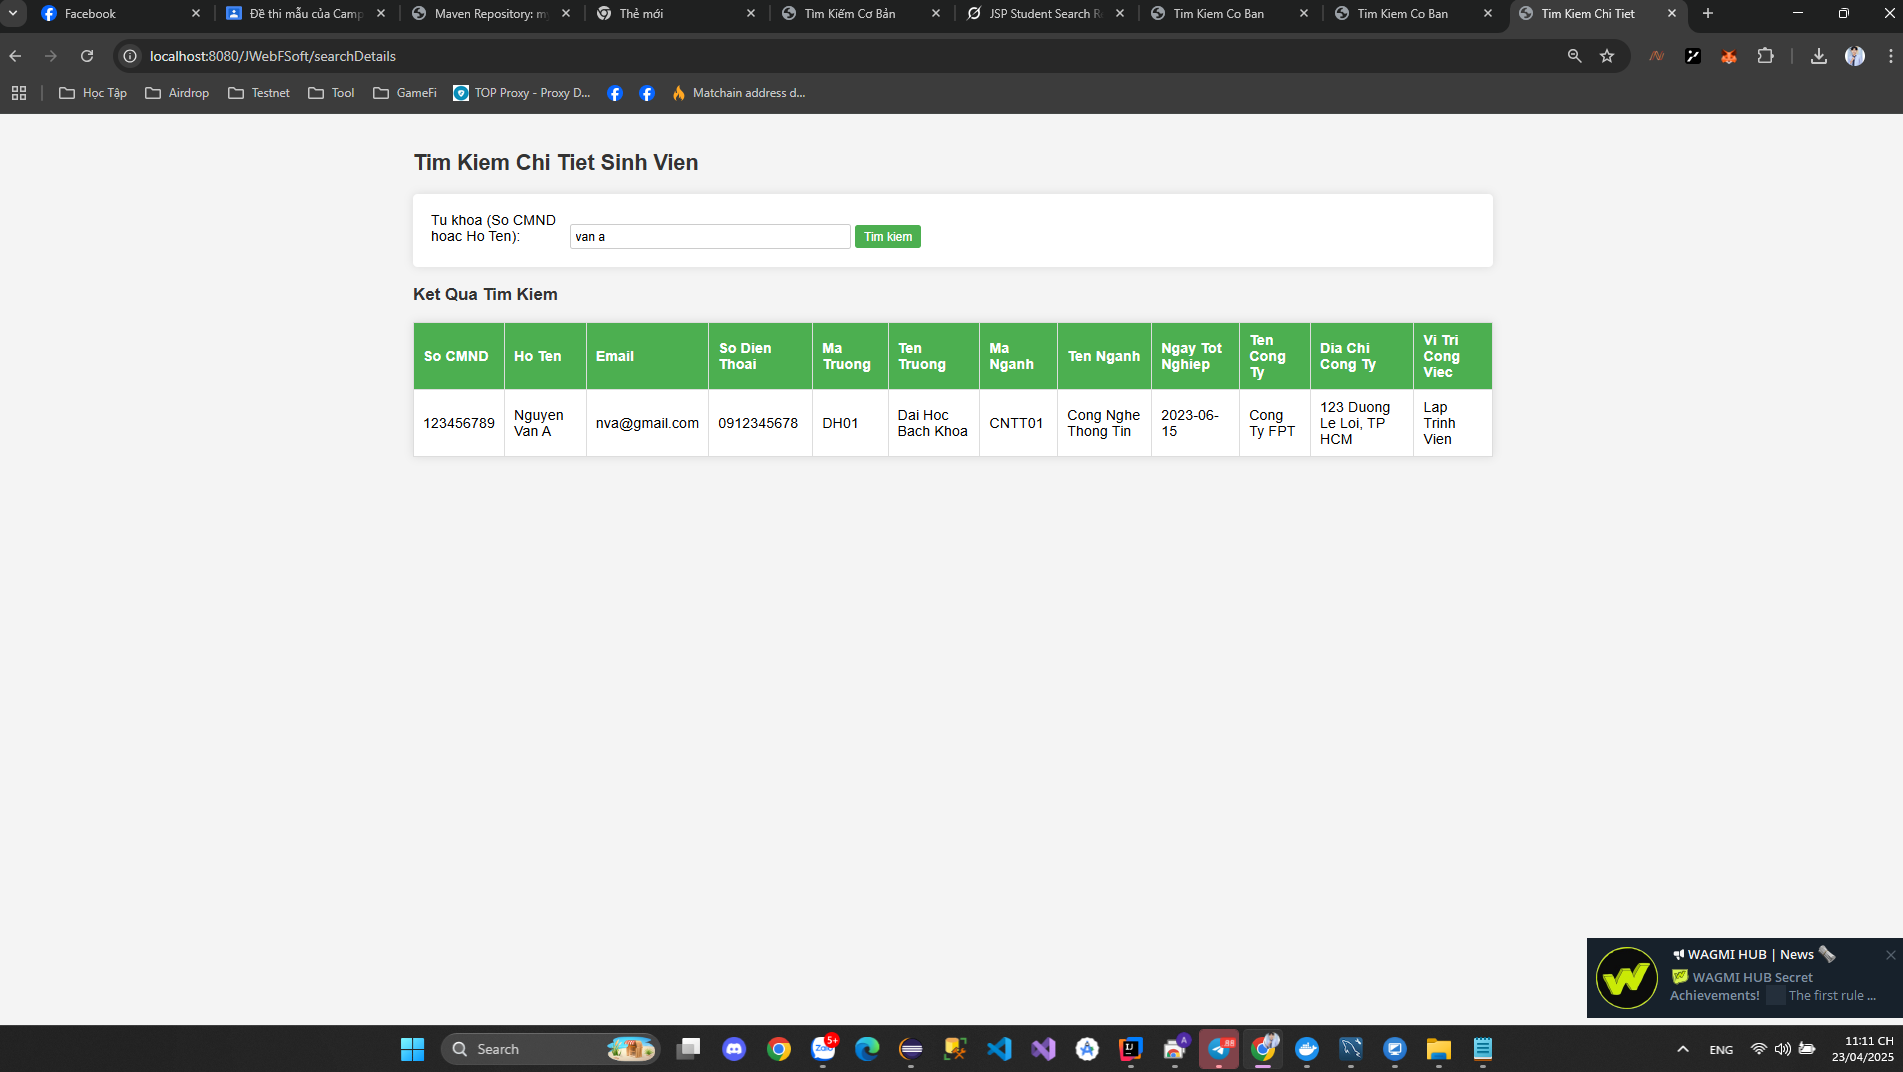 Facebook
Đề thi mẫu của Camp
Maven Repository: my
Thẻ mới
Tìm Kiếm Cơ Bản
JSP Student Search Re
Tim Kiem Co Ban
Tim Kiem Co Ban
Tim Kiem Chi Tiet
localhost:8080/JWebFSoft/searchDetails
Học Tập
Airdrop
Testnet
Tool
GameFi
TOP Proxy - Proxy D...
Matchain address d...
Tim Kiem Chi Tiet Sinh Vien
Tu khoa (So CMND
hoac Ho Ten):
van a
Tim kiem
Ket Qua Tim Kiem
So CMND
Ho Ten
Email
So Dien
Thoai
Ma
Truong
Ten
Truong
Ma
Nganh
Ten Nganh
Ngay Tot
Nghiep
Ten
Cong
Ty
Dia Chi
Cong Ty
Vi Tri
Cong
Viec
123456789
Nguyen
Van A
nva@gmail.com
0912345678
DH01
Dai Hoc
Bach Khoa
CNTT01
Cong Nghe
Thong Tin
2023-06-
15
Cong
Ty FPT
123 Duong
Le Loi, TP
HCM
Lap
Trinh
Vien
WAGMI HUB | News
WAGMI HUB Secret
Achievements! The first rule ...
Search
Zalo
5+
A
88
ENG
11:11 CH
23/04/2025